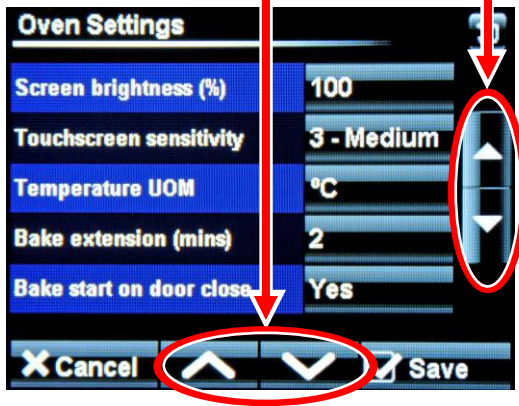 Oven Settings
Screen brightness (%) 100
Touchscreen sensitivity 3 - Medium
Temperature UOM ºC
Bake extension (mins) 2
Bake start on door close Yes
Cancel Save